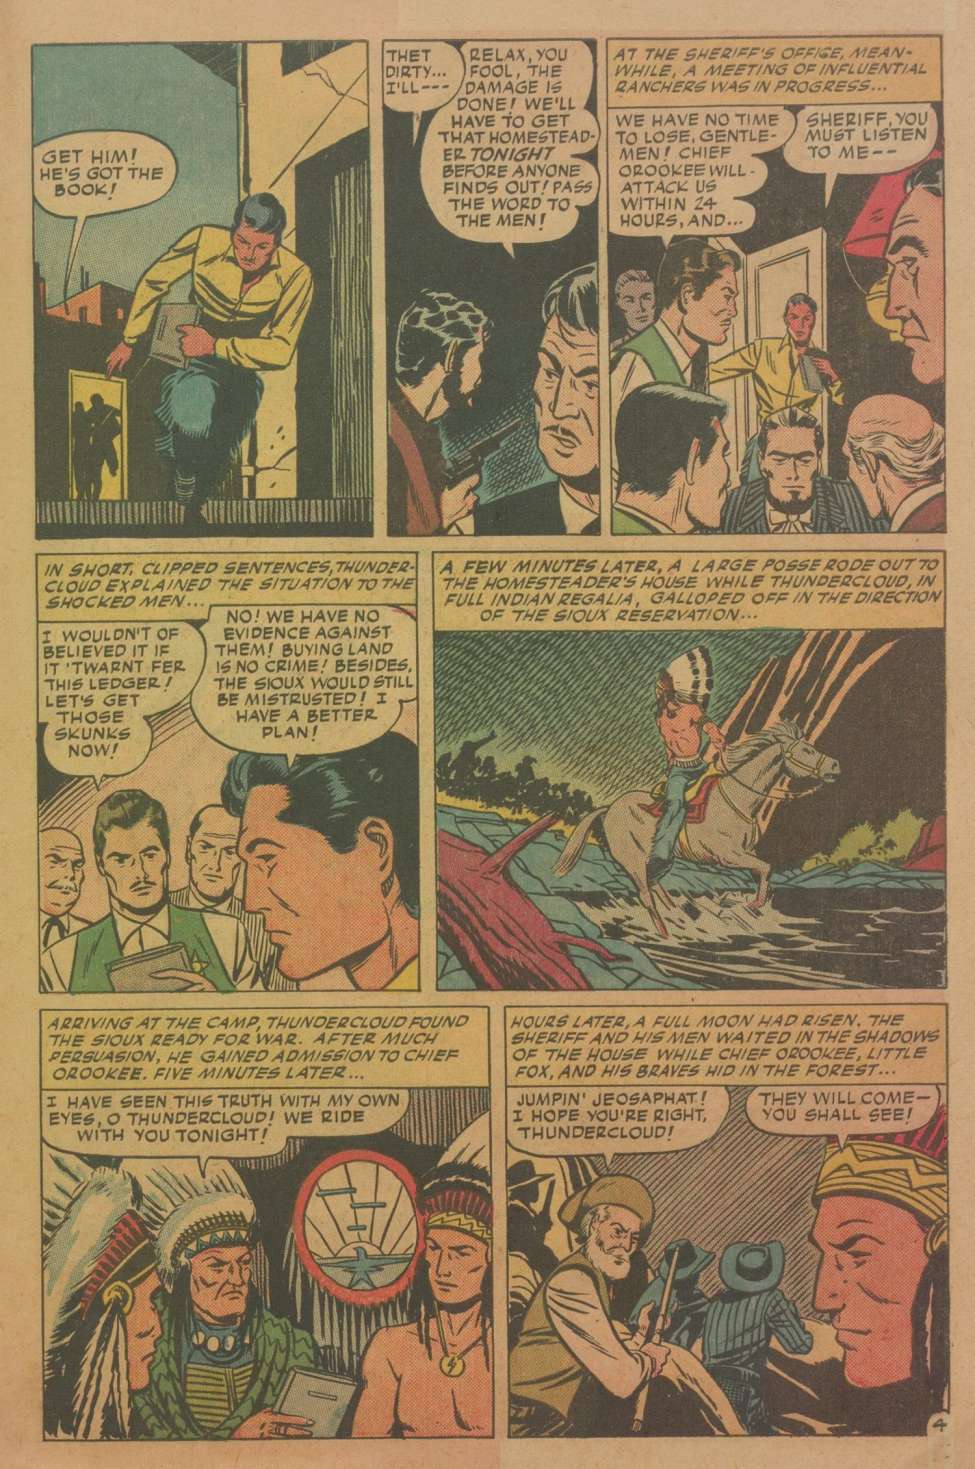 GET HIM!
HE'S GOT THE
BOOK!
THET
DIRTY...
I'LL---
RELAX, YOU
FOOL, THE
DAMAGE IS
DONE! WE'LL
HAVE TO GET
THAT HOMESTEAD-
ER TONIGHT
BEFORE ANYONE
FINDS OUT! PASS
THE WORD TO
THE MEN!
AT THE SHERIFF'S OFFICE, MEAN-
WHILE, A MEETING OF INFLUENTIAL
RANCHERS WAS IN PROGRESS...
WE HAVE NO TIME
TO LOSE, GENTLE-
MEN! CHIEF
OROOKEE WILL
ATTACK US
WITHIN 24
HOURS, AND...
SHERIFF, YOU
MUST LISTEN
TO ME--
IN SHORT, CLIPPED SENTENCES, THUNDER-
CLOUD EXPLAINED THE SITUATION TO THE
SHOCKED MEN...
I WOULDN'T OF
BELIEVED IT IF
IT 'TWARNT FER
THIS LEDGER!
LET'S GET
THOSE
SKUNKS
NOW!
NO! WE HAVE NO
EVIDENCE AGAINST
THEM! BUYING LAND
IS NO CRIME! BESIDES,
THE SIOUX WOULD STILL
BE MISTRUSTED! I
HAVE A BETTER
PLAN!
A FEW MINUTES LATER, A LARGE POSSE RODE OUT TO
THE HOMESTEADER'S HOUSE WHILE THUNDERCLOUD, IN
FULL INDIAN REGALIA, GALLOPED OFF IN THE DIRECTION
OF THE SIOUX RESERVATION...
ARRIVING AT THE CAMP, THUNDERCLOUD FOUND
THE SIOUX READY FOR WAR. AFTER MUCH
PERSUASION, HE GAINED ADMISSION TO CHIEF
OROOKEE. FIVE MINUTES LATER...
I HAVE SEEN THIS TRUTH WITH MY OWN
EYES, O THUNDERCLOUD! WE RIDE
WITH YOU TONIGHT!
HOURS LATER, A FULL MOON HAD RISEN. THE
SHERIFF AND HIS MEN WAITED IN THE SHADOWS
OF THE HOUSE WHILE CHIEF OROOKEE, LITTLE
FOX, AND HIS BRAVES HID IN THE FOREST...
JUMPIN' JEOSAPHAT!
I HOPE YOU'RE RIGHT,
THUNDERCLOUD!
THEY WILL COME—
YOU SHALL SEE!
4